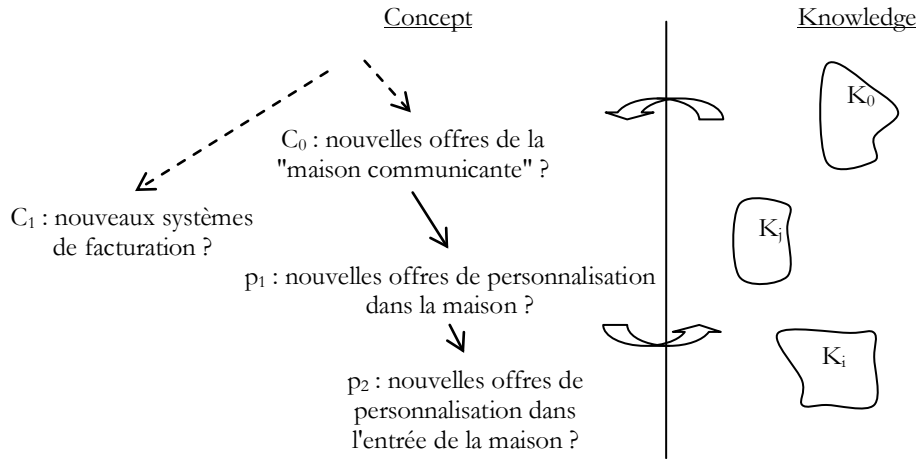 Concept
Knowledge
K₀
C₀ : nouvelles offres de la
"maison communicante" ?
C₁ : nouveaux systèmes
de facturation ?
Kⱼ
p₁ : nouvelles offres de personnalisation
dans la maison ?
Kᵢ
p₂ : nouvelles offres de
personnalisation dans
l'entrée de la maison ?